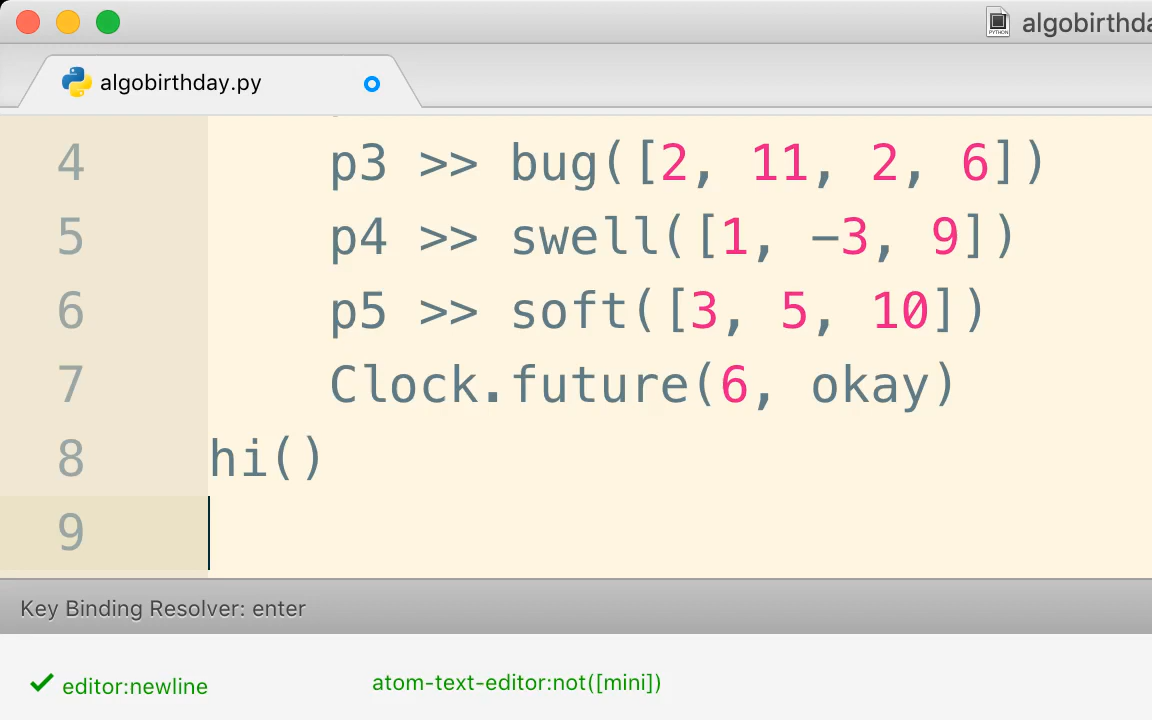 algobirthda
algobirthday.py
4 p3 >> bug([2, 11, 2, 6])
5 p4 >> swell([1, -3, 9])
6 p5 >> soft([3, 5, 10])
7 Clock.future(6, okay)
8 hi()
9
Key Binding Resolver: enter
editor:newline atom-text-editor:not([mini])